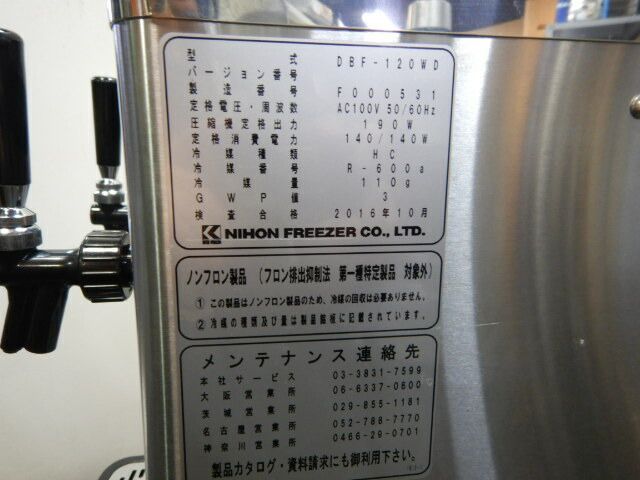 型式 DBF-120WD
バージョン番号
製造番号 F000531
定格電圧・周波数 AC100V 50/60Hz
圧縮機定格出力 190W
定格消費電力 140/140W
冷媒種類 HC
冷媒番号 R-600a
冷媒量 110g
GWP値 3
検査合格 2016年10月
NIHON FREEZER CO., LTD.
ノンフロン製品 (フロン排出抑制法 第一種特定製品 対象外)
① この製品はノンフロン製品のため、冷媒の回収は必要ありません。
② 冷媒の種類及び量は製品銘板に記載されています。
メンテナンス連絡先
本社サービス 03-3831-7599
大阪営業所 06-6337-0800
茨城営業所 029-855-1181
名古屋営業所 052-788-7770
神奈川営業所 0466-29-0701
製品カタログ・資料請求にも御利用下さい。